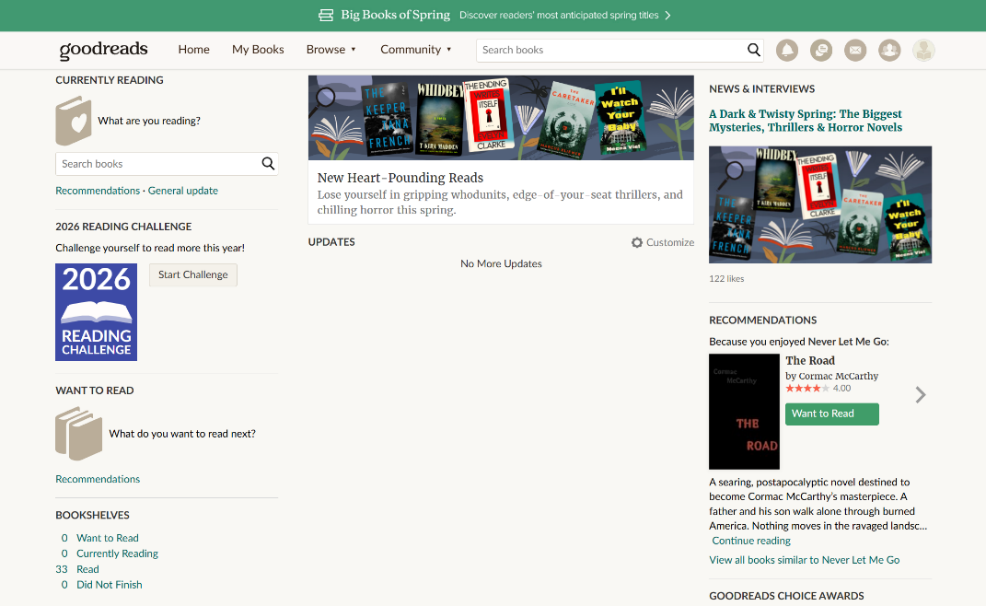 Big Books of Spring Discover readers' most anticipated spring titles
goodreads Home My Books Browse ▼ Community ▼ Search books
CURRENTLY READING
What are you reading?
Search books
Recommendations · General update
2026 READING CHALLENGE
Challenge yourself to read more this year!
2026
READING
CHALLENGE
Start Challenge
WANT TO READ
What do you want to read next?
Recommendations
BOOKSHELVES
0 Want to Read
0 Currently Reading
33 Read
0 Did Not Finish
THE
KEEPER
TANA
FRENCH
WHIDBEY
T KIRA MADDEN
THE ENDING
WRITES
ITSELF
EVELYN
CLARKE
THE
CARETAKER
I'll
Watch
Your
Baby
Neena Viel
New Heart-Pounding Reads
Lose yourself in gripping whodunits, edge-of-your-seat thrillers, and
chilling horror this spring.
UPDATES
Customize
No More Updates
NEWS & INTERVIEWS
A Dark & Twisty Spring: The Biggest
Mysteries, Thrillers & Horror Novels
THE
KEEPER
TANA
FRENCH
WHIDBEY
T KIRA MADDEN
THE ENDING
ITSELF
CLARKE
THE
CARETAKER
I'll
Watch
Your
Baby
Neena Viel
122 likes
RECOMMENDATIONS
Because you enjoyed Never Let Me Go:
Cormac
McCarthy
THE
ROAD
The Road
by Cormac McCarthy
4.00
Want to Read
A searing, postapocalyptic novel destined to
become Cormac McCarthy's masterpiece. A
father and his son walk alone through burned
America. Nothing moves in the ravaged landsc...
Continue reading
View all books similar to Never Let Me Go
GOODREADS CHOICE AWARDS